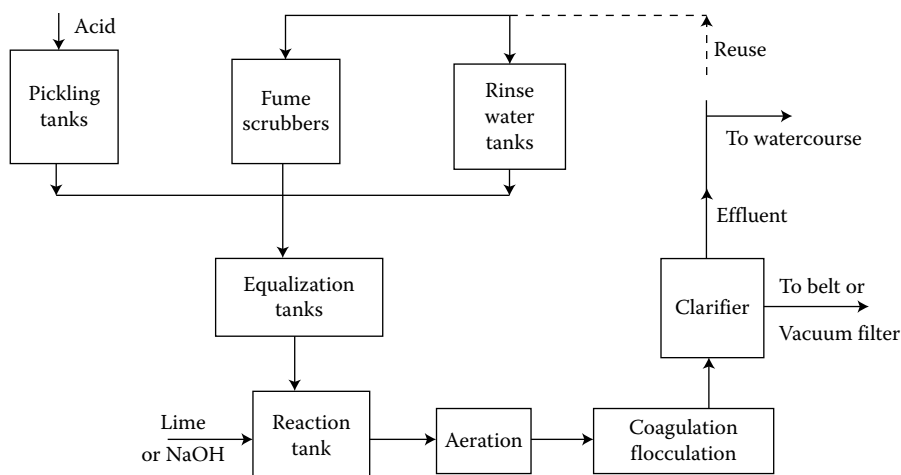 Acid
Reuse
Pickling
tanks
Fume
scrubbers
Rinse
water
tanks
To watercourse
Effluent
Equalization
tanks
Clarifier
To belt or
Vacuum filter
Lime
or NaOH
Reaction
tank
Aeration
Coagulation
flocculation